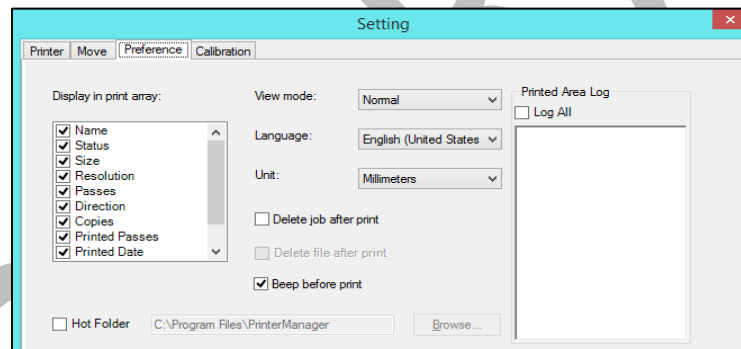 Setting
Printer Move Preference Calibration
Display in print array:
Name
Status
Size
Resolution
Passes
Direction
Copies
Printed Passes
Printed Date
View mode: Normal
Language: English (United States
Unit: Millimeters
Delete job after print
Delete file after print
Beep before print
Printed Area Log
Log All
Hot Folder C:\Program Files\PrinterManager Browse...